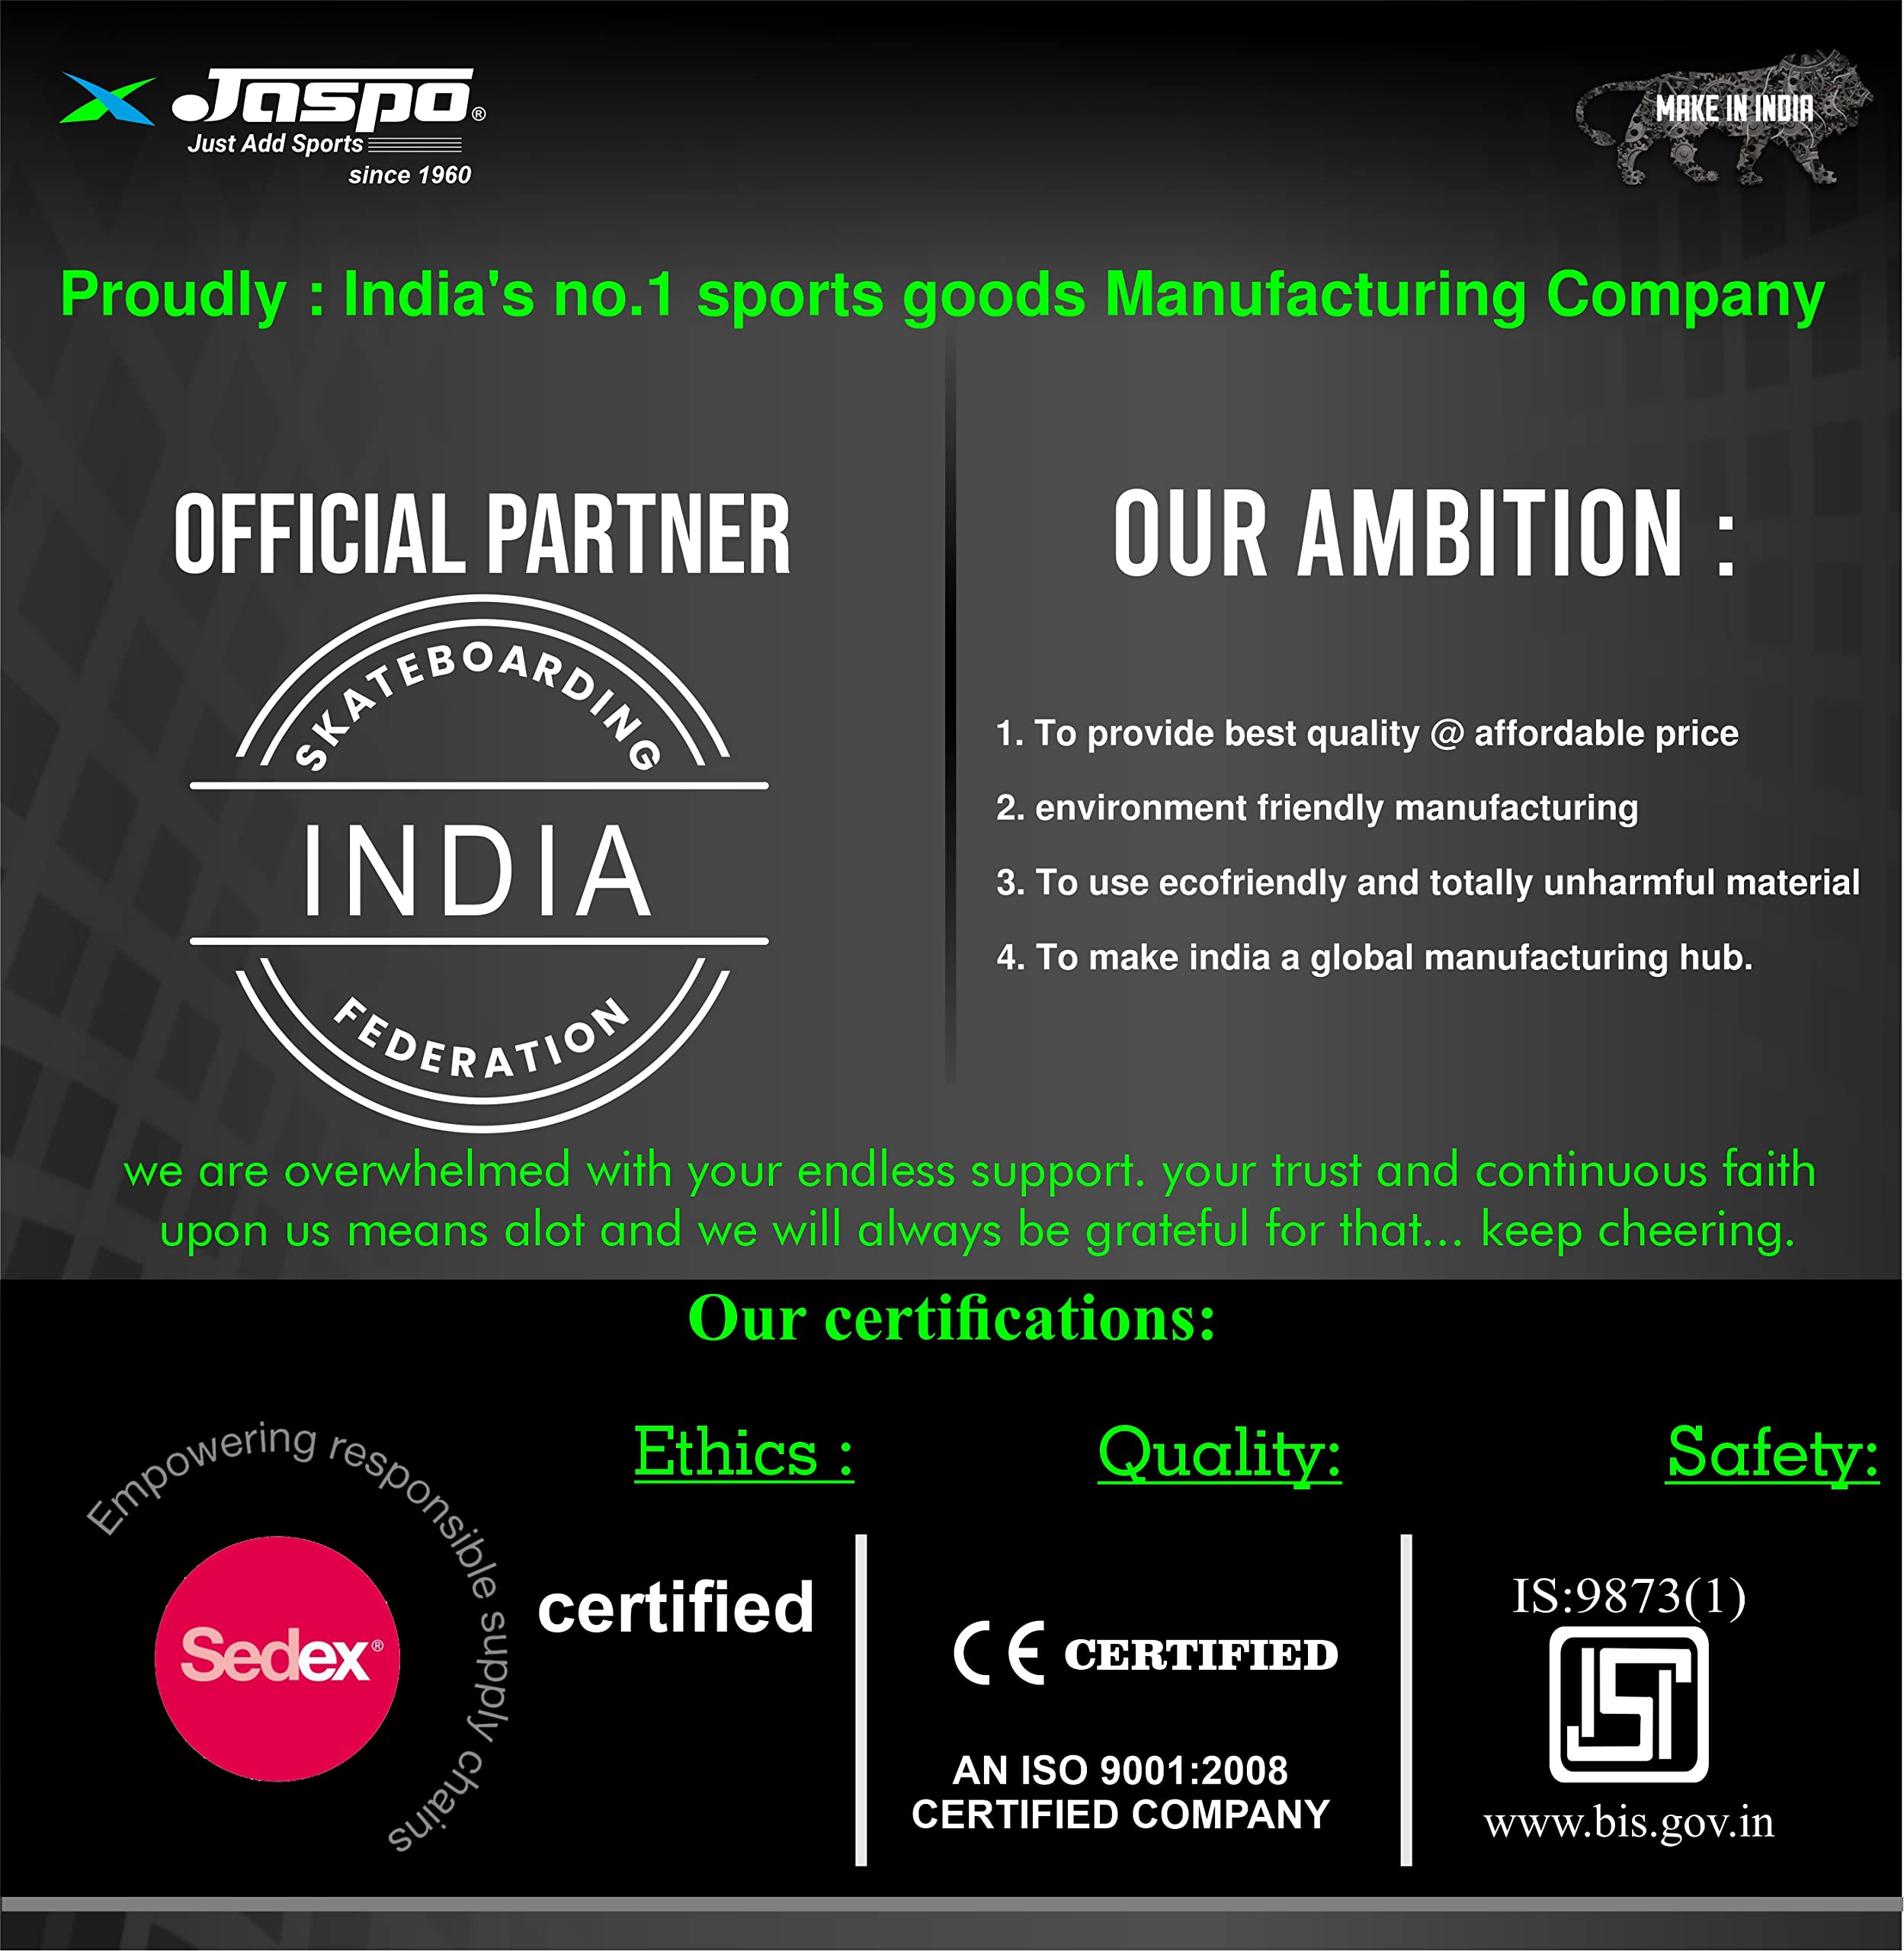 Jaspo®
Just Add Sports
since 1960
MAKE IN INDIA
Proudly : India's no.1 sports goods Manufacturing Company
OFFICIAL PARTNER
SKATEBOARDING
INDIA
FEDERATION
OUR AMBITION :
1. To provide best quality @ affordable price
2. environment friendly manufacturing
3. To use ecofriendly and totally unharmful material
4. To make india a global manufacturing hub.
we are overwhelmed with your endless support. your trust and continuous faith
upon us means alot and we will always be grateful for that... keep cheering.
Our certifications:
Empowering responsible supply chains
Sedex®
Ethics :
certified
Quality:
CE CERTIFIED
AN ISO 9001:2008
CERTIFIED COMPANY
Safety:
IS:9873(1)
ISI
www.bis.gov.in